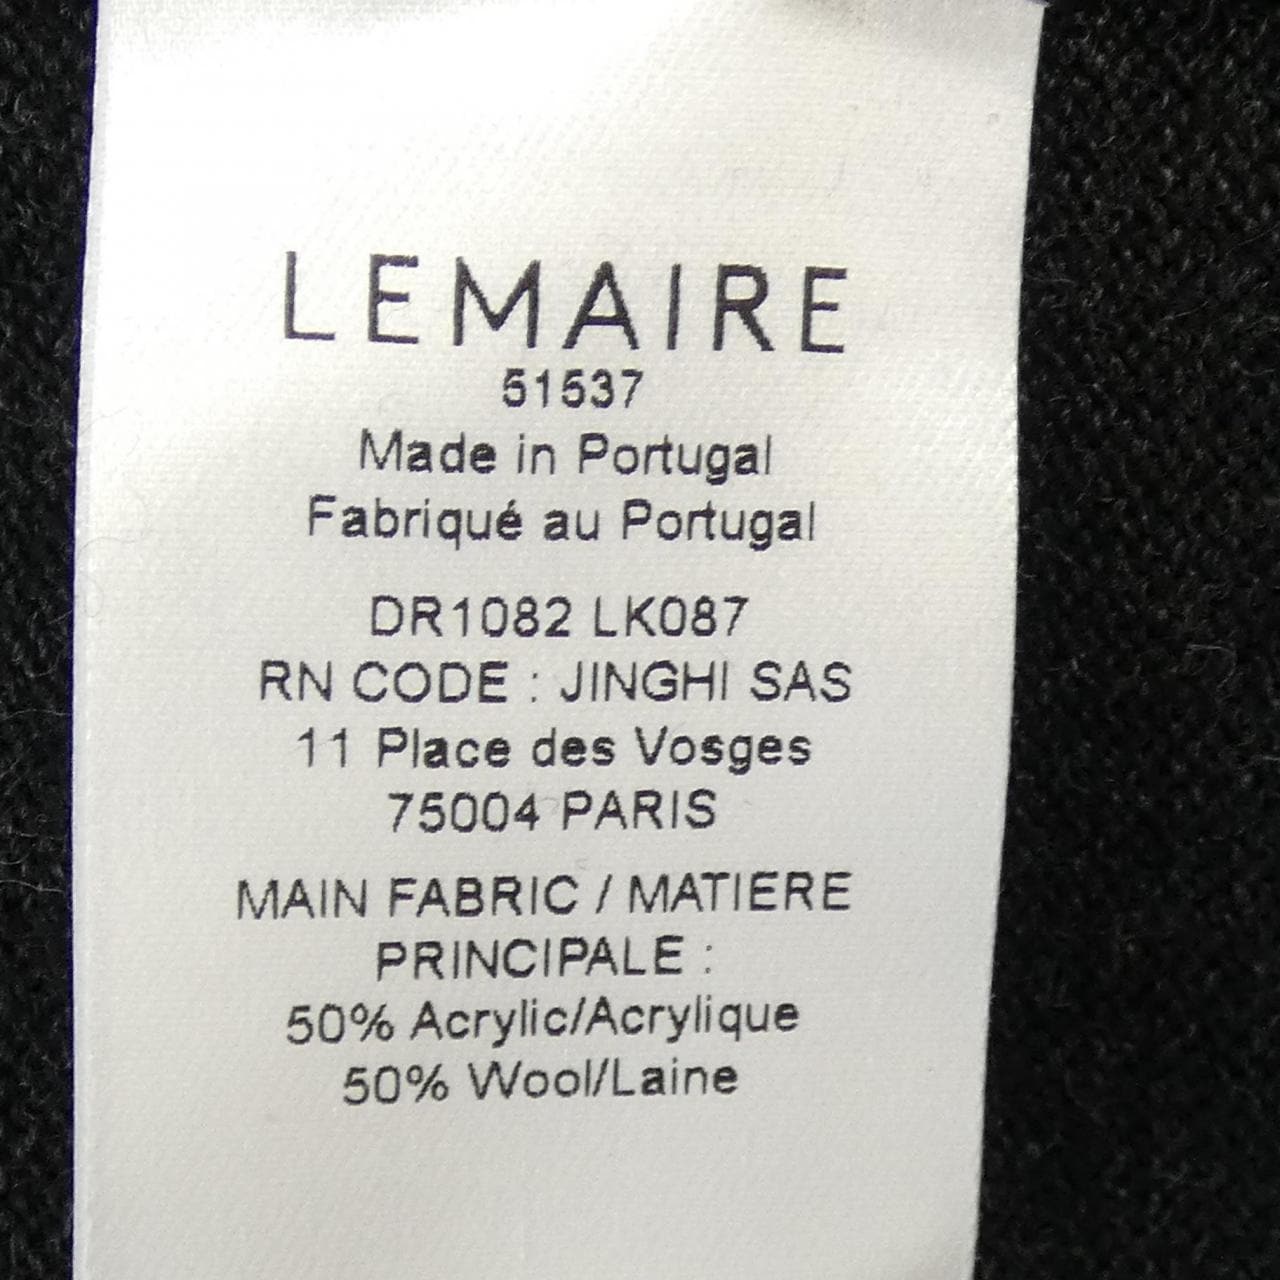 LEMAIRE
51537
Made in Portugal
Fabriqué au Portugal
DR1082 LK087
RN CODE : JINGHI SAS
11 Place des Vosges
75004 PARIS
MAIN FABRIC / MATIERE
PRINCIPALE :
50% Acrylic/Acrylique
50% Wool/Laine